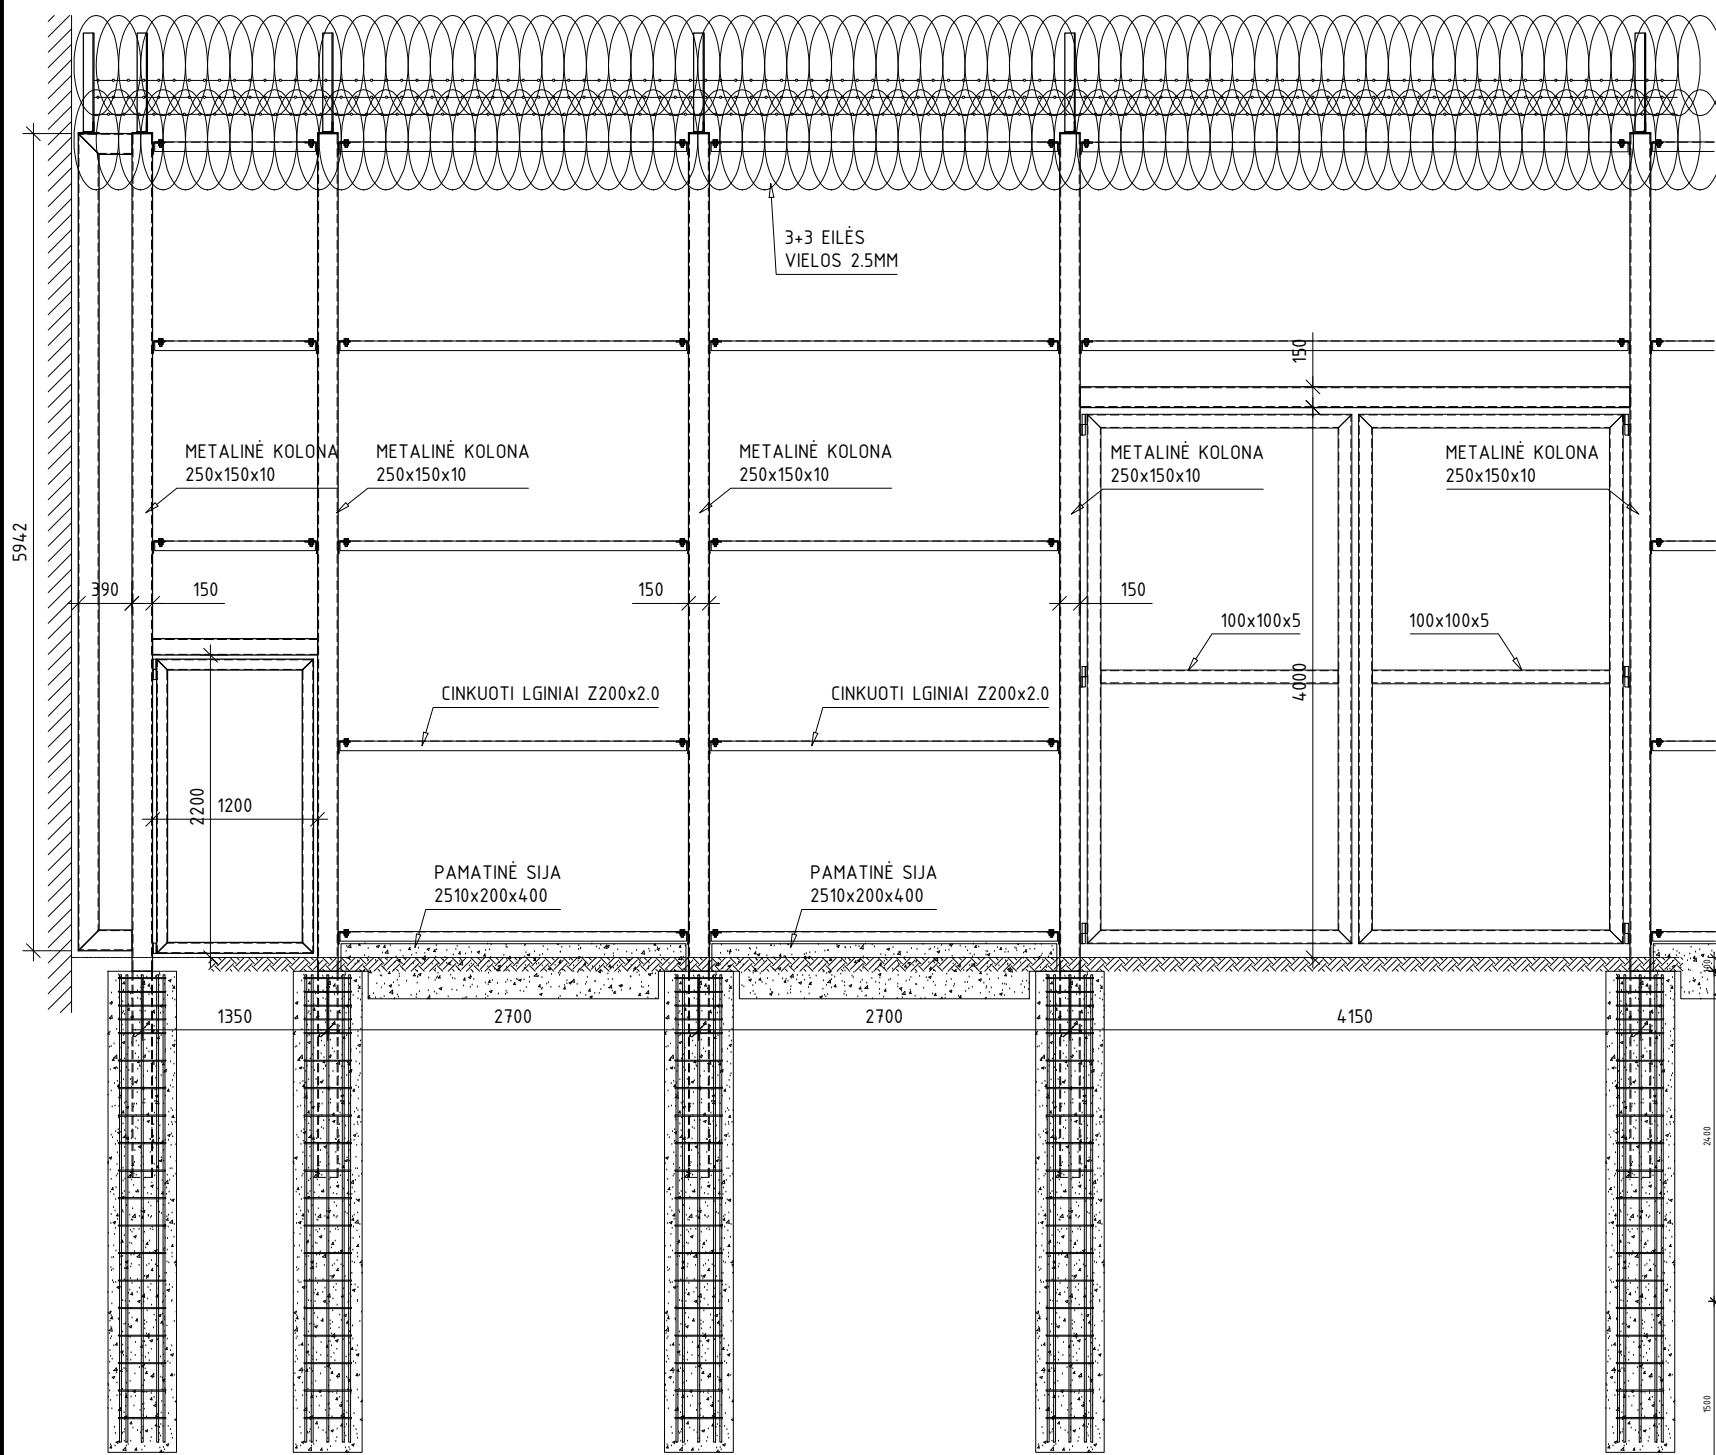 3+3 EILĖS
VIELOS 2.5MM
150
METALINĖ KOLONA
250x150x10
METALINĖ KOLONA
250x150x10
METALINĖ KOLONA
250x150x10
METALINĖ KOLONA
250x150x10
METALINĖ KOLONA
250x150x10
5942
390
150
150
150
100x100x5
100x100x5
4000
CINKUOTI LGINIAI Z200x2.0
CINKUOTI LGINIAI Z200x2.0
2200
1200
PAMATINĖ SIJA
2510x200x400
PAMATINĖ SIJA
2510x200x400
1350
2700
2700
4150
2400
1500